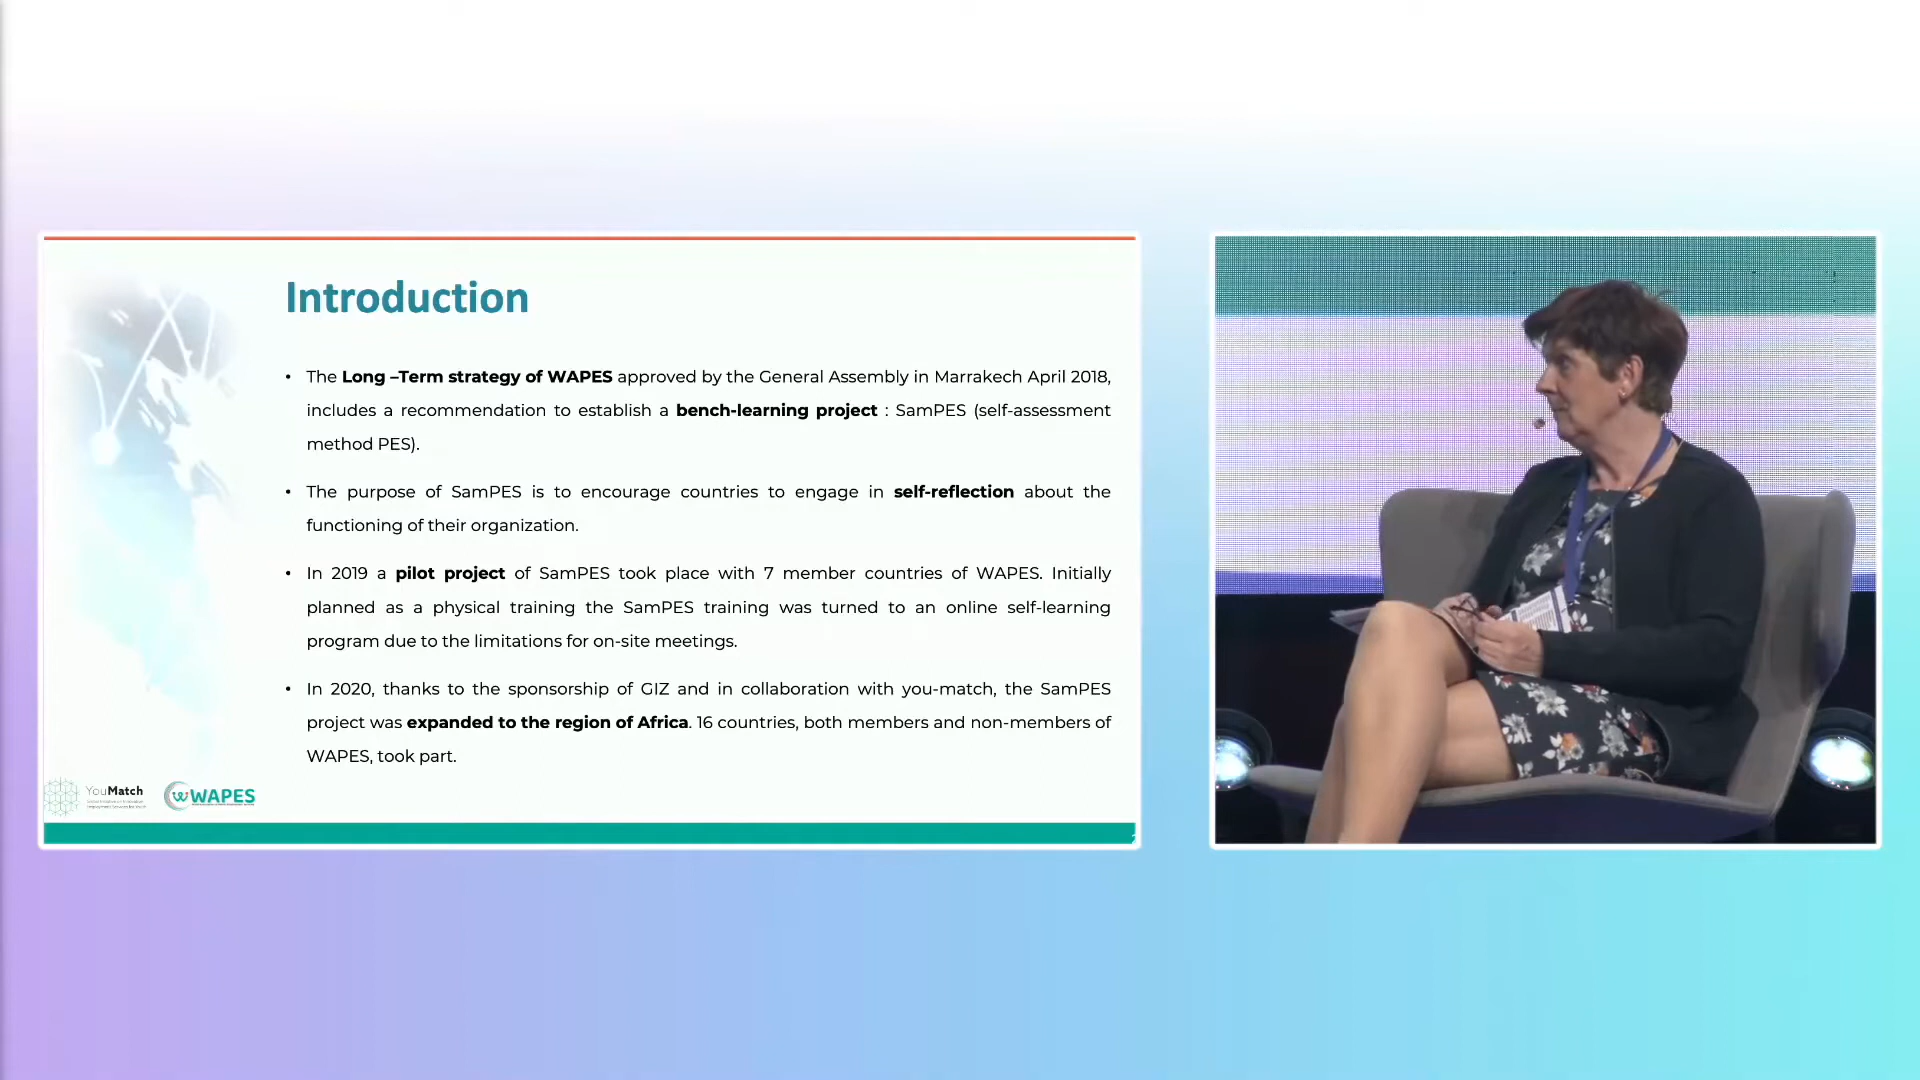 Introduction
• The Long –Term strategy of WAPES approved by the General Assembly in Marrakech April 2018,
includes a recommendation to establish a bench-learning project : SamPES (self-assessment
method PES).
• The purpose of SamPES is to encourage countries to engage in self-reflection about the
functioning of their organization.
• In 2019 a pilot project of SamPES took place with 7 member countries of WAPES. Initially
planned as a physical training the SamPES training was turned to an online self-learning
program due to the limitations for on-site meetings.
• In 2020, thanks to the sponsorship of GIZ and in collaboration with you-match, the SamPES
project was expanded to the region of Africa. 16 countries, both members and non-members of
WAPES, took part.
YouMatch
WAPES